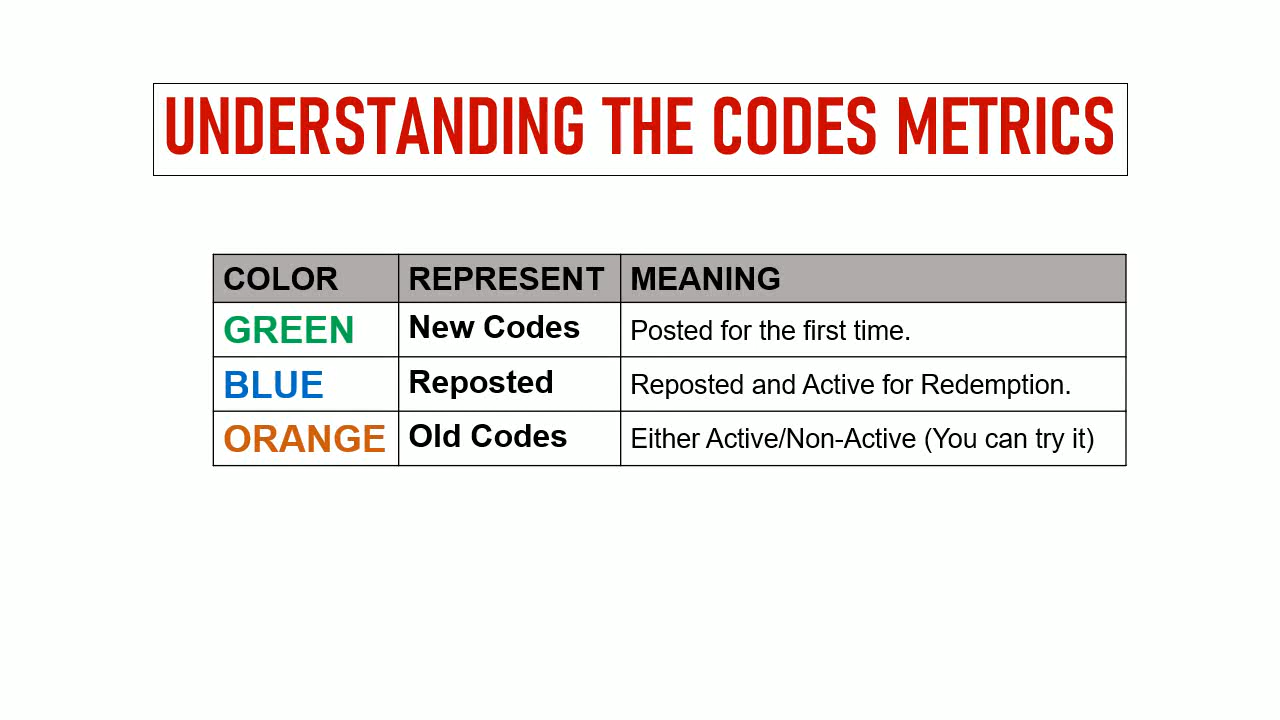 UNDERSTANDING THE CODES METRICS
COLOR REPRESENT MEANING
GREEN New Codes Posted for the first time.
BLUE Reposted Reposted and Active for Redemption.
ORANGE Old Codes Either Active/Non-Active (You can try it)